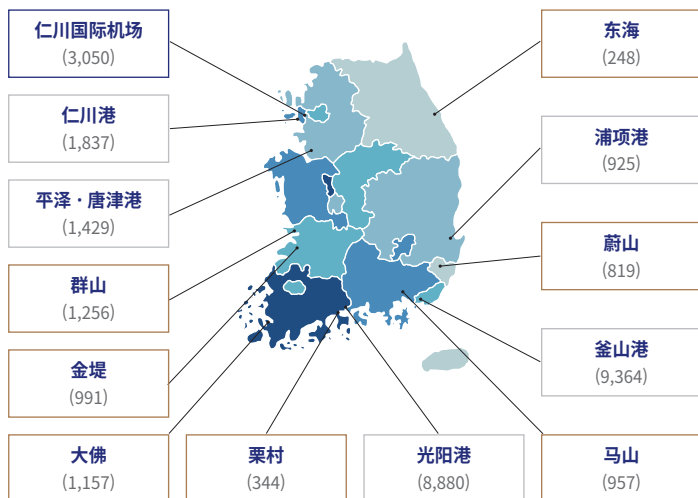 仁川国际机场
(3,050)
东海
(248)
仁川港
(1,837)
浦项港
(925)
平泽 · 唐津港
(1,429)
蔚山
(819)
群山
(1,256)
釜山港
(9,364)
金堤
(991)
大佛
(1,157)
栗村
(344)
光阳港
(8,880)
马山
(957)